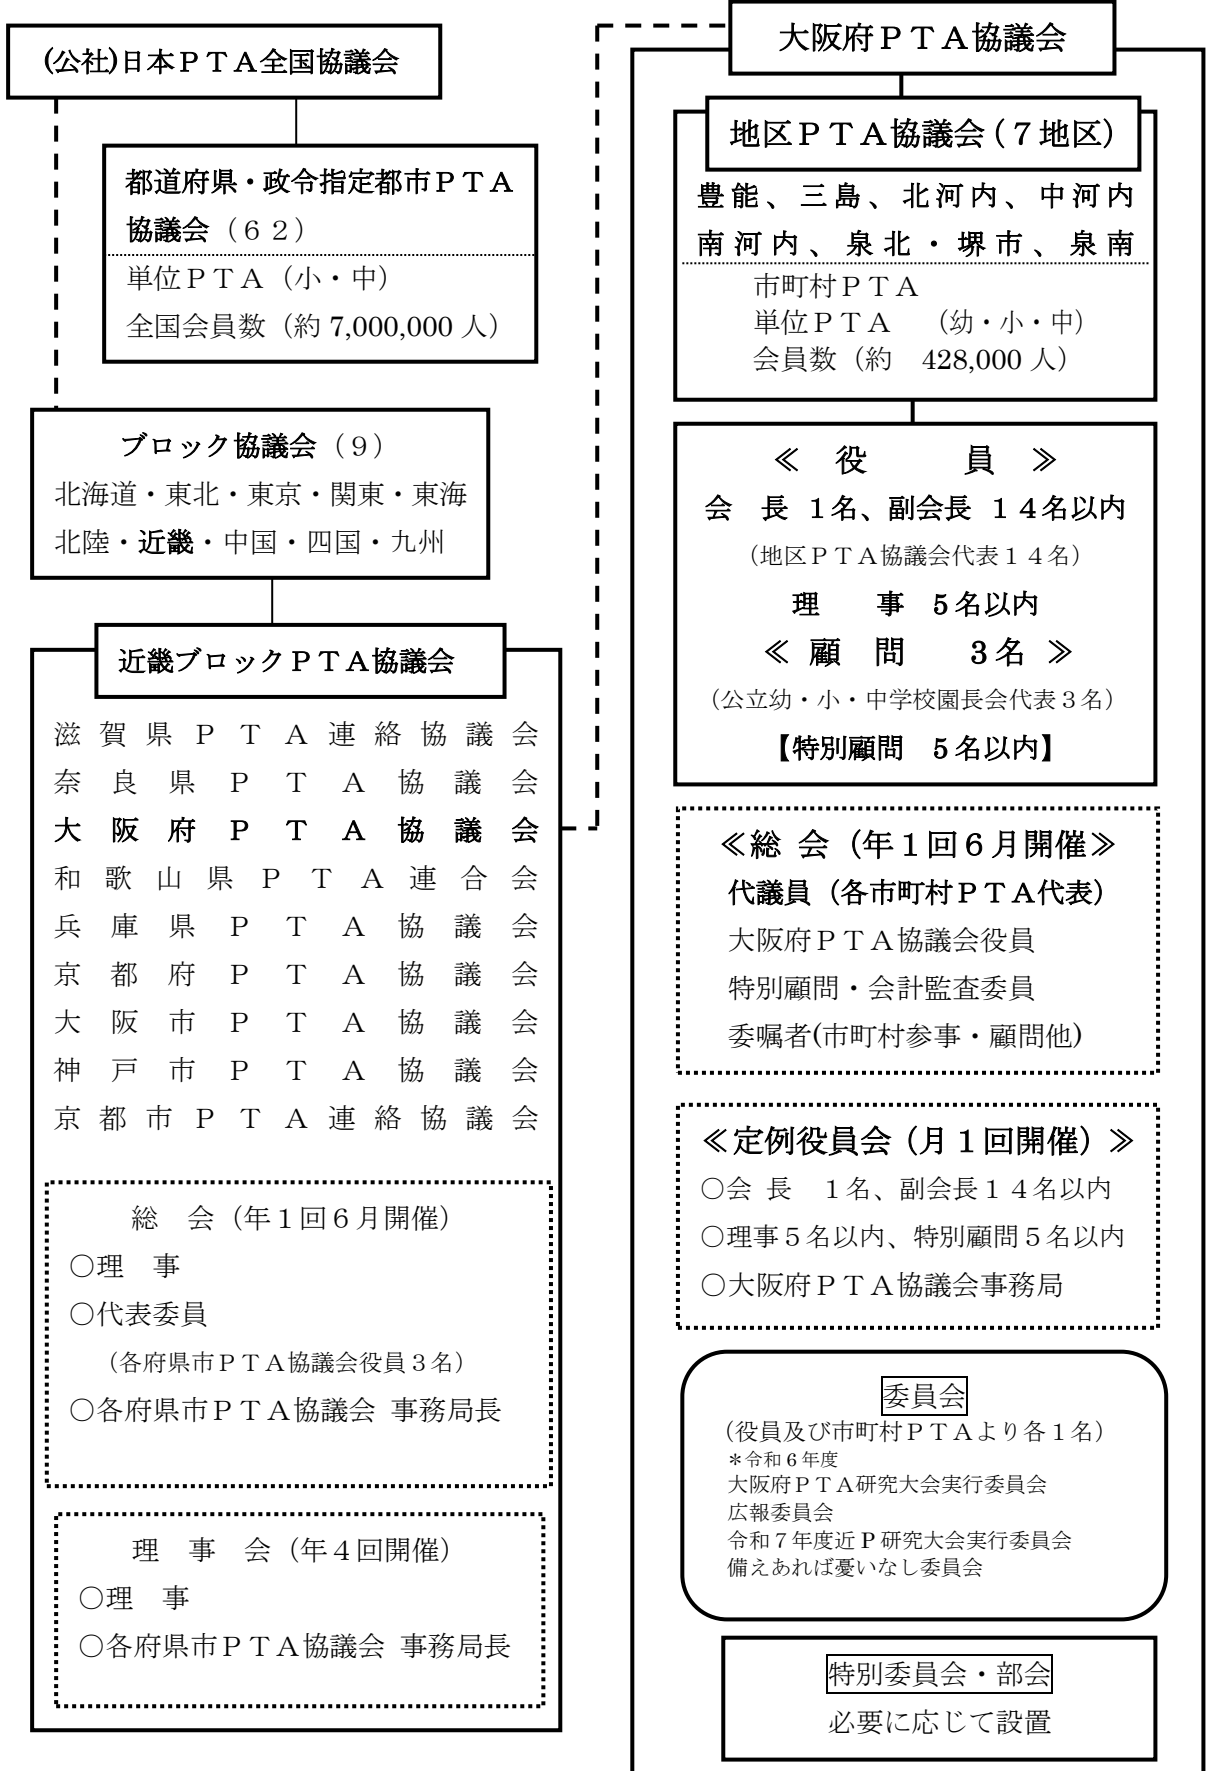 (公社)日本ＰＴＡ全国協議会
都道府県・政令指定都市ＰＴＡ
協議会（６２）
単位ＰＴＡ（小・中）
全国会員数（約 7,000,000 人）
ブロック協議会（９）
北海道・東北・東京・関東・東海
北陸・近畿・中国・四国・九州
近畿ブロックＰＴＡ協議会
滋賀県ＰＴＡ連絡協議会
奈良県ＰＴＡ協議会
大阪府ＰＴＡ協議会
和歌山県ＰＴＡ連合会
兵庫県ＰＴＡ協議会
京都府ＰＴＡ協議会
大阪市ＰＴＡ協議会
神戸市ＰＴＡ協議会
京都市ＰＴＡ連絡協議会
総　会（年１回６月開催）
○理　事
○代表委員
（各府県市ＰＴＡ協議会役員３名）
○各府県市ＰＴＡ協議会 事務局長
理　事　会（年４回開催）
○理　事
○各府県市ＰＴＡ協議会 事務局長
大阪府ＰＴＡ協議会
地区ＰＴＡ協議会（７地区）
豊能、三島、北河内、中河内
南河内、泉北・堺市、泉南
市町村ＰＴＡ
単位ＰＴＡ　（幼・小・中）
会員数（約　428,000 人）
≪　役　　　員　≫
会　長 １名、副会長 １４名以内
（地区ＰＴＡ協議会代表１４名）
理　　事　５名以内
≪ 顧　問　　３名 ≫
（公立幼・小・中学校園長会代表３名）
【特別顧問　５名以内】
≪総 会（年１回６月開催≫
代議員（各市町村ＰＴＡ代表）
大阪府ＰＴＡ協議会役員
特別顧問・会計監査委員
委嘱者(市町村参事・顧問他)
≪定例役員会（月１回開催）≫
○会 長　１名、副会長１４名以内
○理事５名以内、特別顧問５名以内
○大阪府ＰＴＡ協議会事務局
委員会
（役員及び市町村ＰＴＡより各１名）
＊令和６年度
大阪府ＰＴＡ研究大会実行委員会
広報委員会
令和７年度近 P 研究大会実行委員会
備えあれば憂いなし委員会
特別委員会・部会
必要に応じて設置